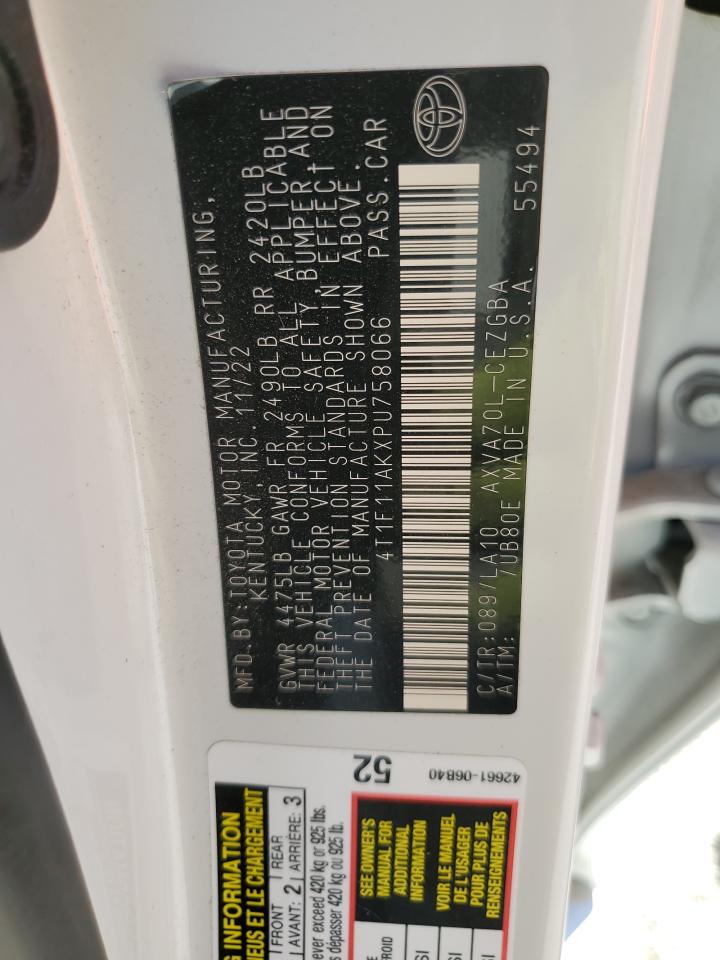 MFD.BY:TOYOTA MOTOR MANUFACTURING,
KENTUCKY, INC. 11/22
GVWR 4475LB GAWR FR 2490LB RR 2420LB
THIS VEHICLE CONFORMS TO ALL APPLICABLE
FEDERAL MOTOR VEHICLE SAFETY, BUMPER AND
THEFT PREVENTION STANDARDS IN EFFECT ON
THE DATE OF MANUFACTURE SHOWN ABOVE.
4T1F11AKXPU758066 PASS.CAR
C/TR:089/LA10 AXVA70L-CEZGBA
A/TM: /UB80E MADE IN U.S.A. 55494
INFORMATION
ET LE CHARGEMENT
FRONT REAR
AVANT: 2 ARRIÈRE: 3
exceed 420 kg or 925 lbs.
dépasser 420 kg ou 925 lb.
52
SEE OWNER'S
MANUAL FOR
ADDITIONAL
INFORMATION
VOIR LE MANUEL
DE L'USAGER
POUR PLUS DE
RENSEIGNEMENTS
42661-06B40